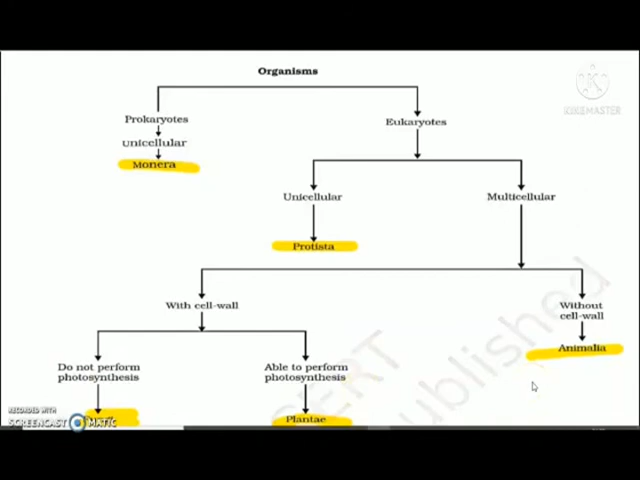 Organisms
KINEMASTER
Prokaryotes
Eukaryotes
Unicellular
Monera
Unicellular
Multicellular
Protista
With cell-wall
Without
cell-wall
Animalia
Do not perform
photosynthesis
Able to perform
photosynthesis
Plantae
RECORDED WITH
SCREENCAST MATIC